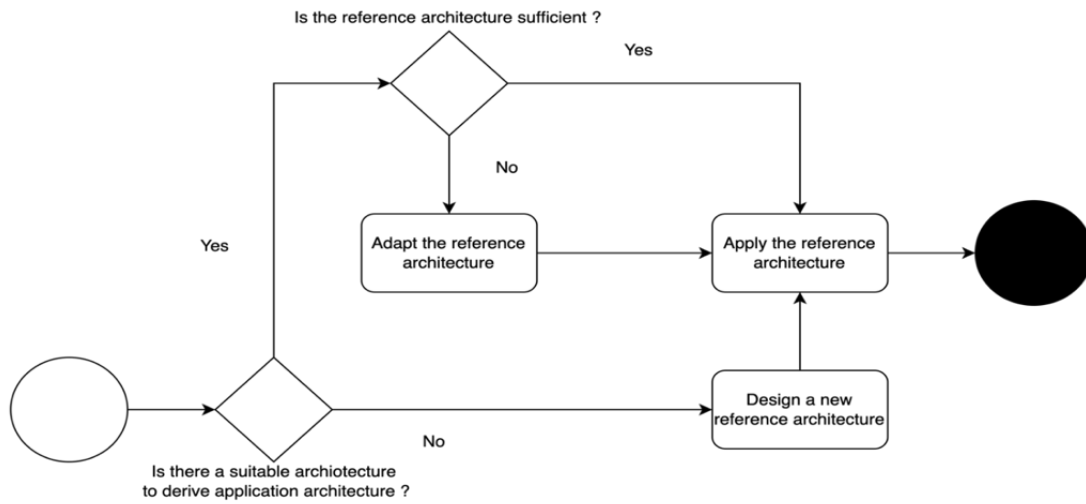 Is the reference architecture sufficient ?
Yes
No
Adapt the reference
architecture
Apply the reference
architecture
Yes
Design a new
reference architecture
No
Is there a suitable archiotecture
to derive application architecture ?